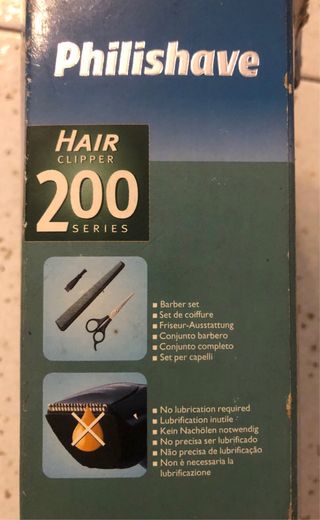 Philishave
HAIR
CLIPPER
200
SERIES
Barber set
Set de coiffure
Friseur-Ausstattung
Conjunto barbero
Conjunto completo
Set per capelli
No lubrication required
Lubrification inutile
Kein Nachölen notwendig
No precisa ser lubrificado
Não precisa de lubrificação
Non è necessaria la
lubrificazione